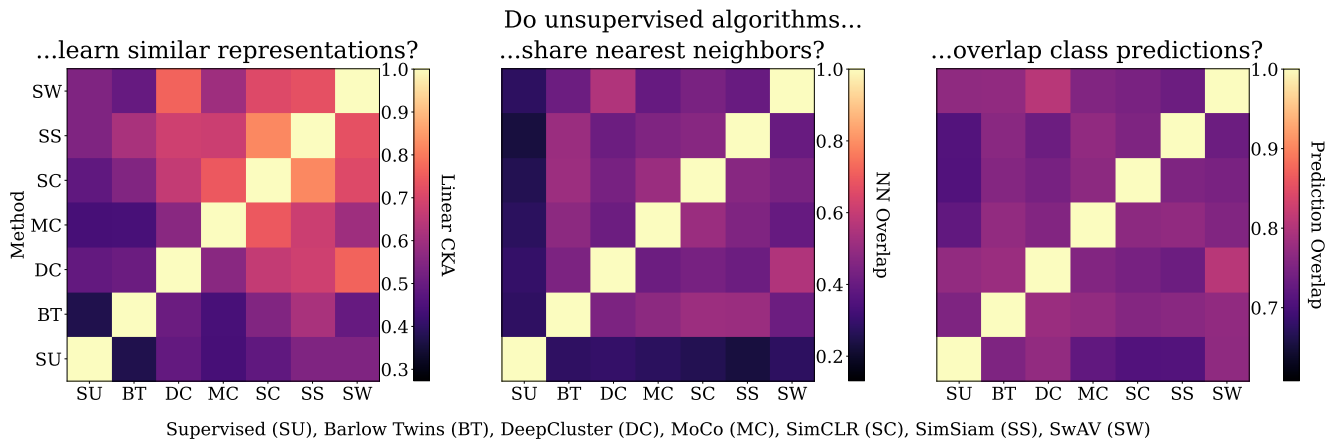 Do unsupervised algorithms...
...learn similar representations?
...share nearest neighbors?
...overlap class predictions?
Method
SW
SS
SC
MC
DC
BT
SU
SU BT DC MC SC SS SW
1.0
0.9
0.8
0.7
0.6
0.5
0.4
0.3
Linear CKA
SU BT DC MC SC SS SW
1.0
0.8
0.6
0.4
0.2
NN Overlap
SU BT DC MC SC SS SW
1.0
0.9
0.8
0.7
Prediction Overlap
Supervised (SU), Barlow Twins (BT), DeepCluster (DC), MoCo (MC), SimCLR (SC), SimSiam (SS), SwAV (SW)